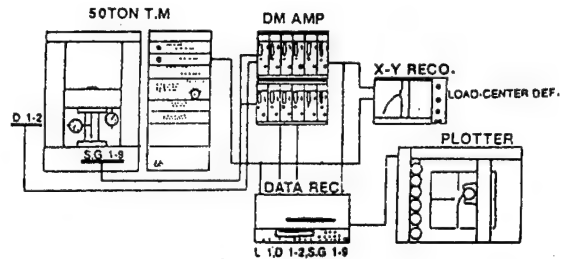 50TON T.M
DM AMP
X-Y RECO.
LOAD-CENTER DEF.
D 1-2
S.G 1-9
PLOTTER
DATA REC.
L 1,D 1-2,S.G 1-9